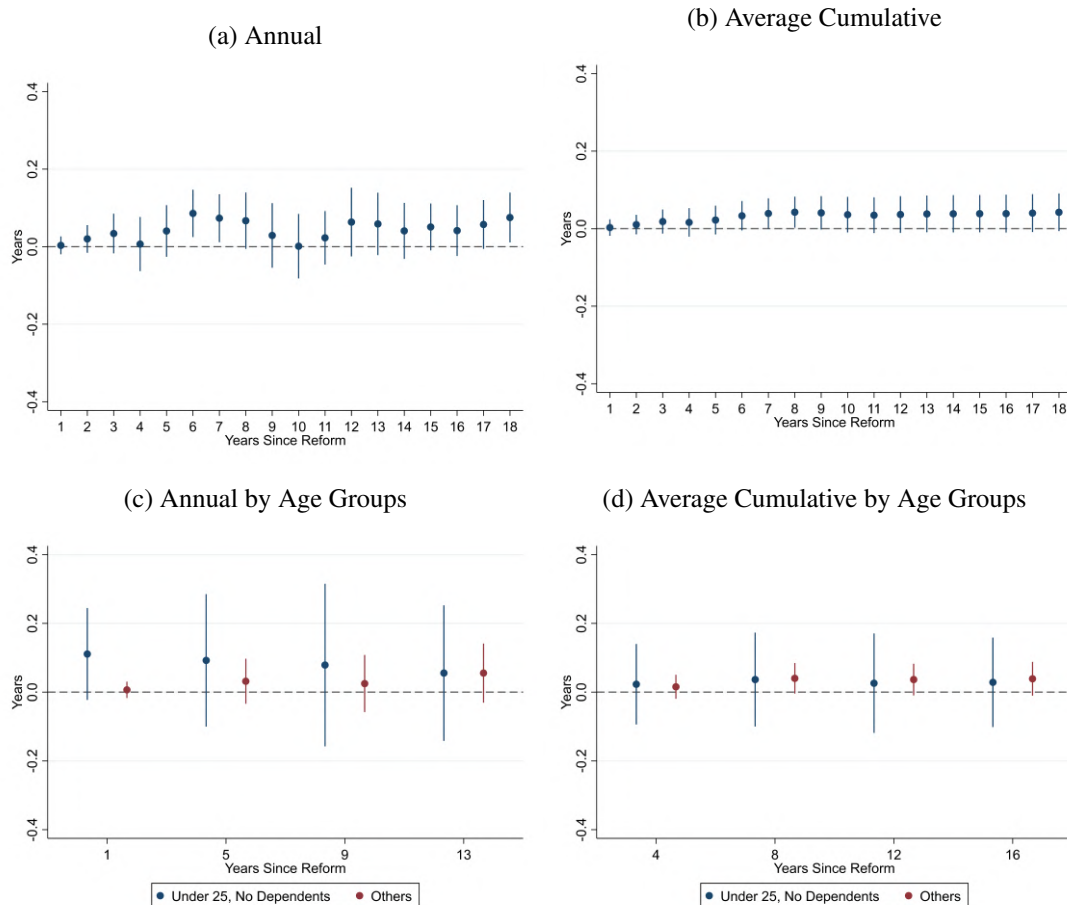 (a) Annual
Years
0.4
0.2
0.0
-0.2
-0.4
1 2 3 4 5 6 7 8 9 10 11 12 13 14 15 16 17 18
Years Since Reform
(b) Average Cumulative
Years
0.4
0.2
0.0
-0.2
-0.4
1 2 3 4 5 6 7 8 9 10 11 12 13 14 15 16 17 18
Years Since Reform
(c) Annual by Age Groups
Years
0.4
0.2
0.0
-0.2
-0.4
1 5 9 13
Years Since Reform
Under 25, No Dependents Others
(d) Average Cumulative by Age Groups
Years
0.4
0.2
0.0
-0.2
-0.4
4 8 12 16
Years Since Reform
Under 25, No Dependents Others